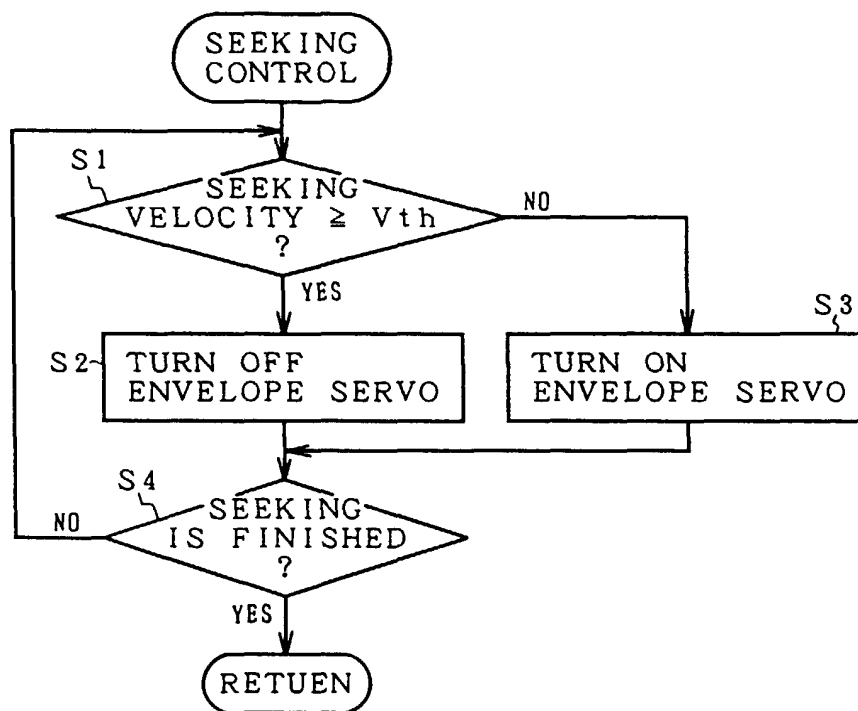 SEEKING
CONTROL
S1
SEEKING
VELOCITY ≧ Vth
?
NO
YES
S2
TURN OFF
ENVELOPE SERVO
S3
TURN ON
ENVELOPE SERVO
S4
SEEKING
IS FINISHED
?
NO
YES
RETUEN